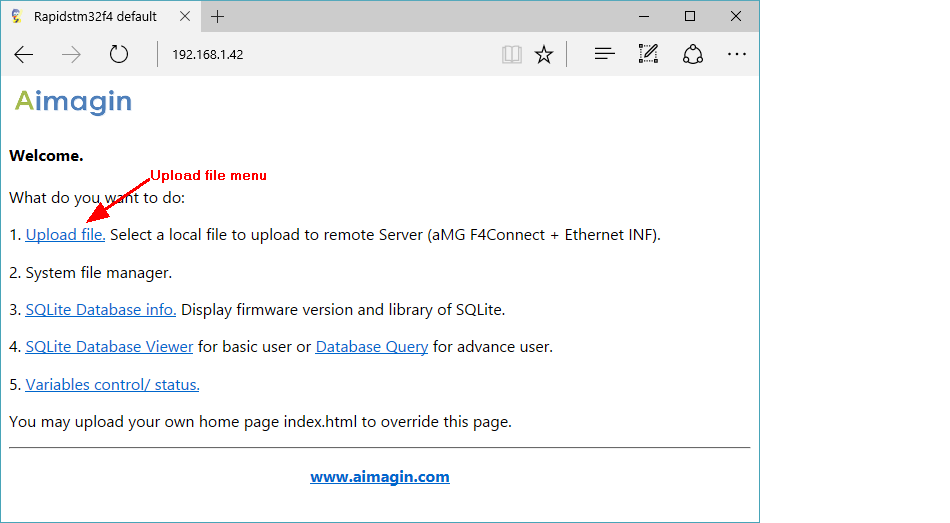 Rapidstm32f4 default
192.168.1.42
Aimagin
Welcome.
Upload file menu
What do you want to do:
1. Upload file. Select a local file to upload to remote Server (aMG F4Connect + Ethernet INF).
2. System file manager.
3. SQLite Database info. Display firmware version and library of SQLite.
4. SQLite Database Viewer for basic user or Database Query for advance user.
5. Variables control/ status.
You may upload your own home page index.html to override this page.
www.aimagin.com